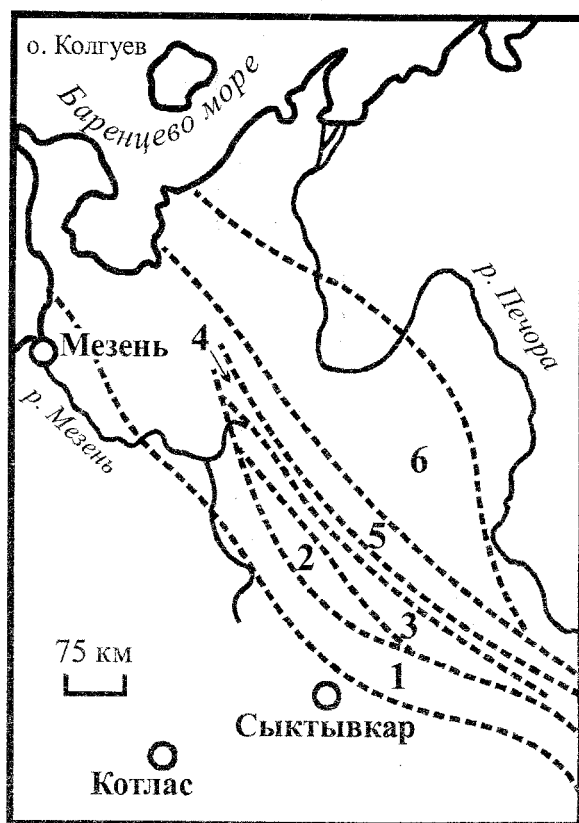 о. Колгуев
Баренцево море
р. Печора
4
Мезень
р. Мезень
6
5
2
3
75 км
1
Сыктывкар
Котлас